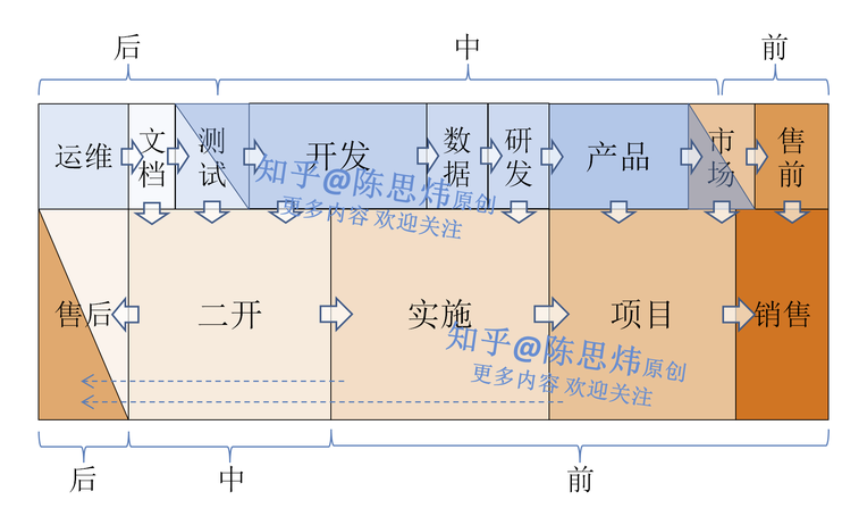 后 中 前
运维 文档 测试 开发 数据 研发 产品 市场 售前
知乎@陈思炜原创
更多内容 欢迎关注
售后 二开 实施 项目 销售
知乎@陈思炜原创
更多内容 欢迎关注
后 中 前